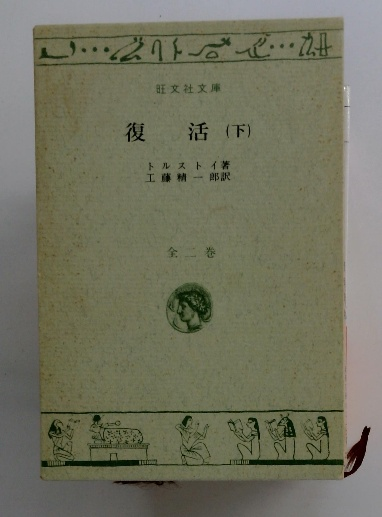 旺文社文庫
復 活 (下)
トルストイ著
工藤精一郎訳
全二巻